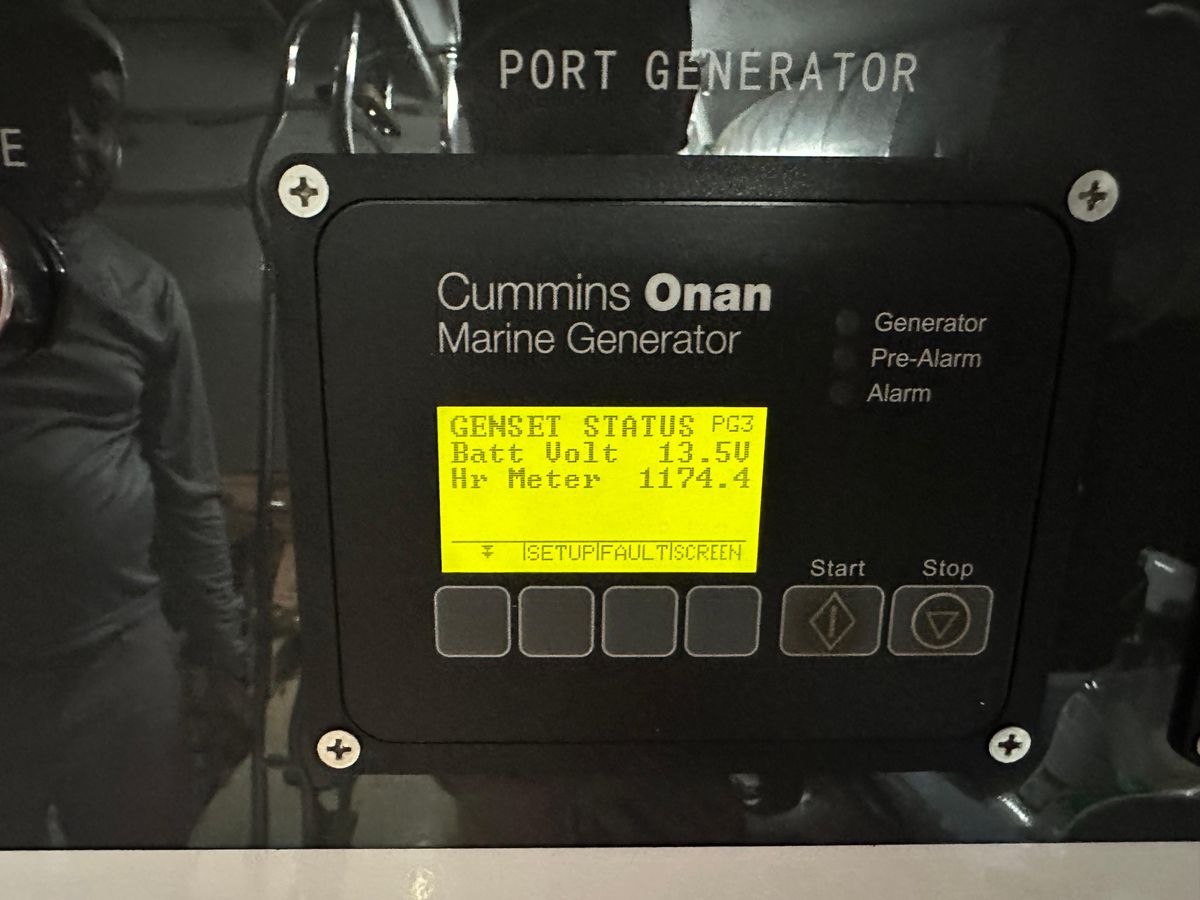 PORT GENERATOR
E
Cummins Onan
Marine Generator
Generator
Pre-Alarm
Alarm
GENSET STATUS PG3
Batt Volt 13.5V
Hr Meter 1174.4
SETUP FAULT SCREEN
Start Stop